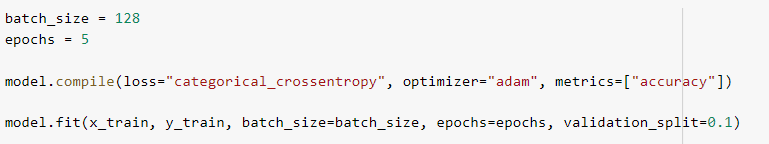 batch_size = 128
epochs = 5
model.compile(loss="categorical_crossentropy", optimizer="adam", metrics=["accuracy"])
model.fit(x_train, y_train, batch_size=batch_size, epochs=epochs, validation_split=0.1)